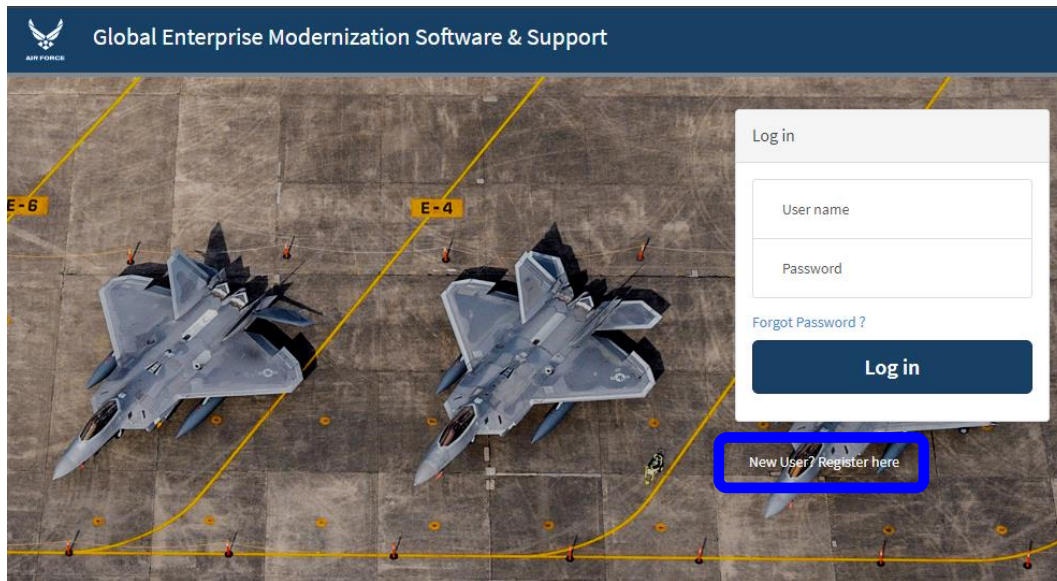 AIR FORCE
Global Enterprise Modernization Software & Support
Log in
User name
Password
Forgot Password ?
Log in
New User? Register here
E-6
E-4